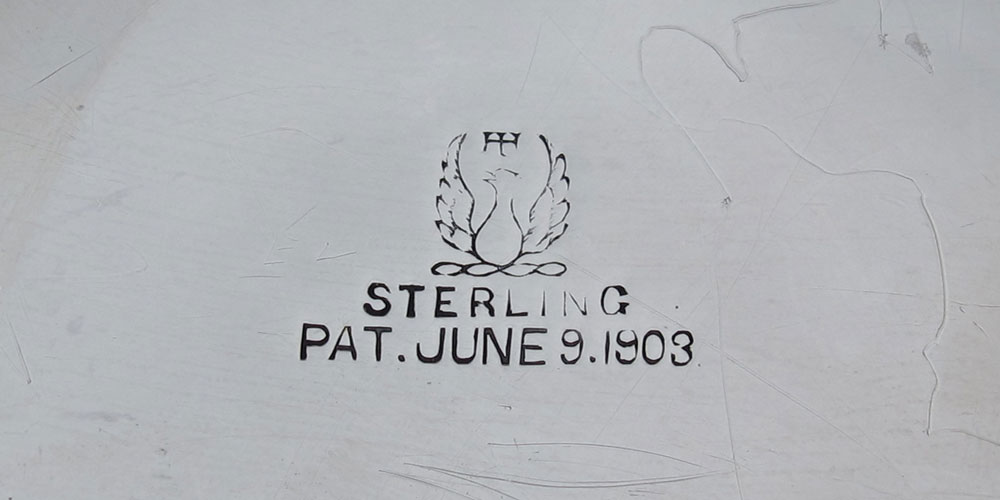 STERLING
PAT. JUNE 9. 1903